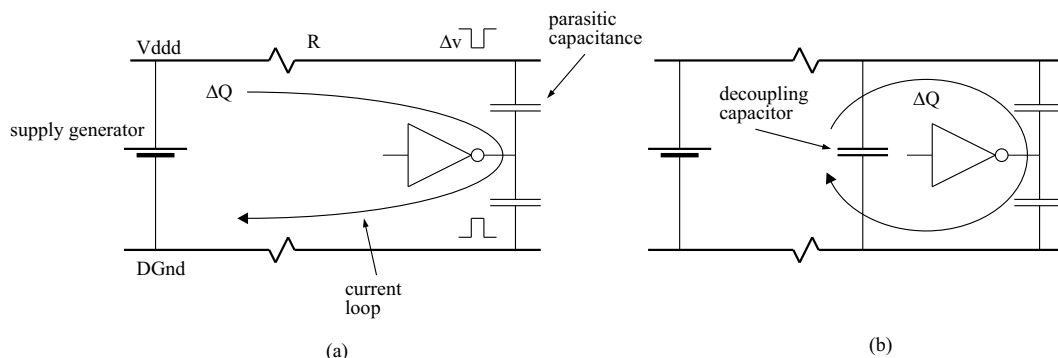 parasitic
capacitance
Vddd
R
Δv
ΔQ
supply generator
DGnd
current
loop
(a)
decoupling
capacitor
ΔQ
(b)